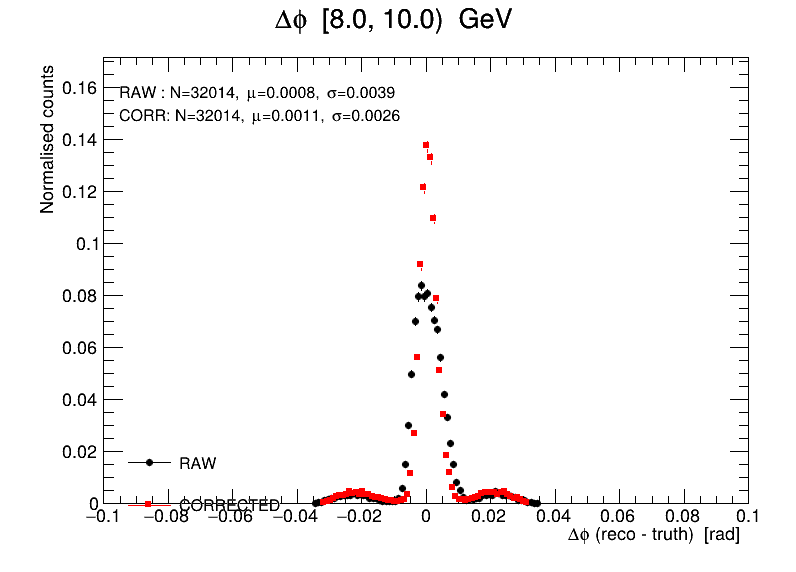 Δϕ [8.0, 10.0) GeV
Normalised counts
RAW : N=32014, μ=0.0008, σ=0.0039
CORR: N=32014, μ=0.0011, σ=0.0026
0.16
0.14
0.12
0.1
0.08
0.06
0.04
0.02
0
RAW
CORRECTED
−0.1 −0.08 −0.06 −0.04 −0.02 0 0.02 0.04 0.06 0.08 0.1
Δϕ (reco - truth) [rad]